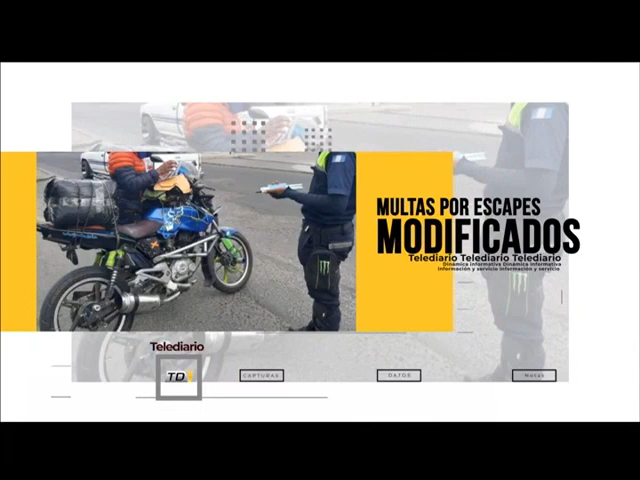 MULTAS POR ESCAPES
MODIFICADOS
Telediario Telediario Telediario
Dinámica informativa Dinámica informativa
Información y servicio Información y servicio
Telediario
TD
CAPTURAS
DATOS